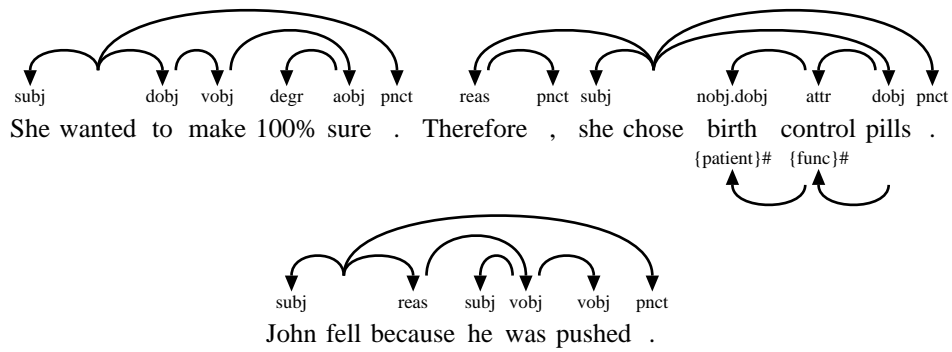 subj dobj vobj degr aobj pnct reas pnct subj nobj.dobj attr dobj pnct
She wanted to make 100% sure . Therefore , she chose birth control pills .
{patient}# {func}#
subj reas subj vobj vobj pnct
John fell because he was pushed .